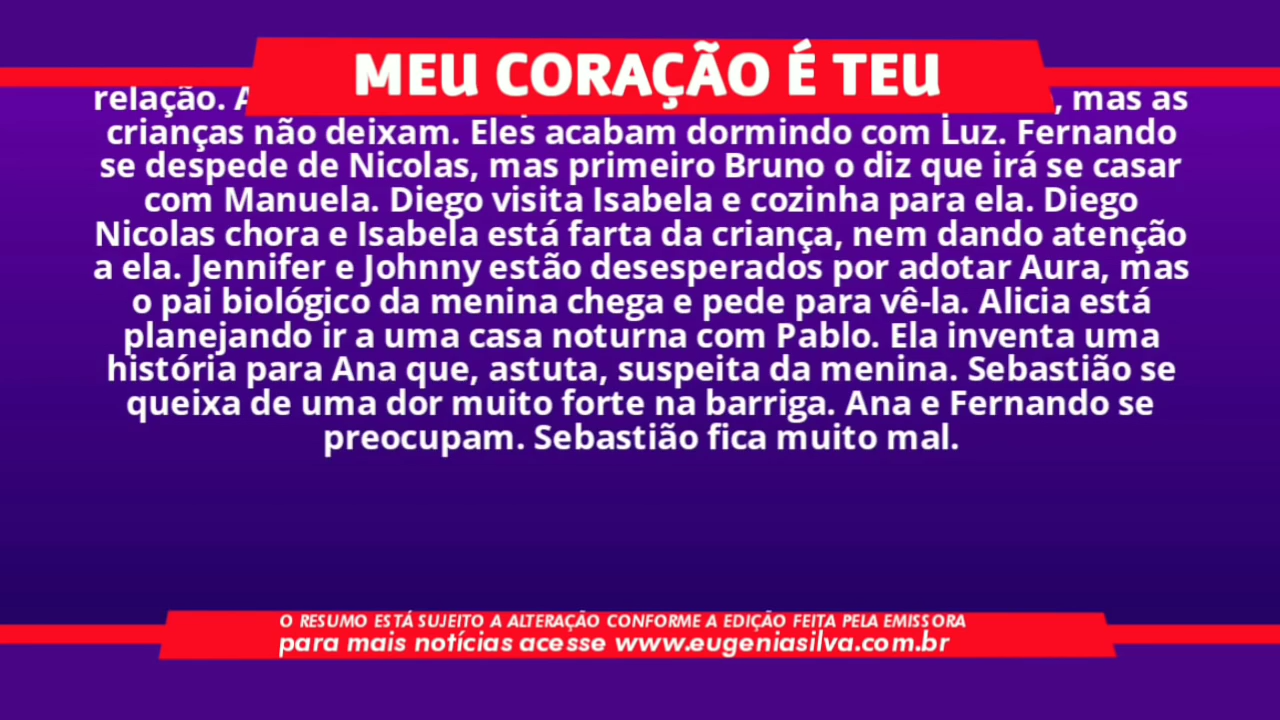 MEU CORAÇÃO É TEU
relação. A , mas as
crianças não deixam. Eles acabam dormindo com Luz. Fernando
se despede de Nicolas, mas primeiro Bruno o diz que irá se casar
com Manuela. Diego visita Isabela e cozinha para ela. Diego
Nicolas chora e Isabela está farta da criança, nem dando atenção
a ela. Jennifer e Johnny estão desesperados por adotar Aura, mas
o pai biológico da menina chega e pede para vê-la. Alicia está
planejando ir a uma casa noturna com Pablo. Ela inventa uma
história para Ana que, astuta, suspeita da menina. Sebastião se
queixa de uma dor muito forte na barriga. Ana e Fernando se
preocupam. Sebastião fica muito mal.
O RESUMO ESTÁ SUJEITO A ALTERAÇÃO CONFORME A EDIÇÃO FEITA PELA EMISSORA
para mais notícias acesse www.eugeniasilva.com.br